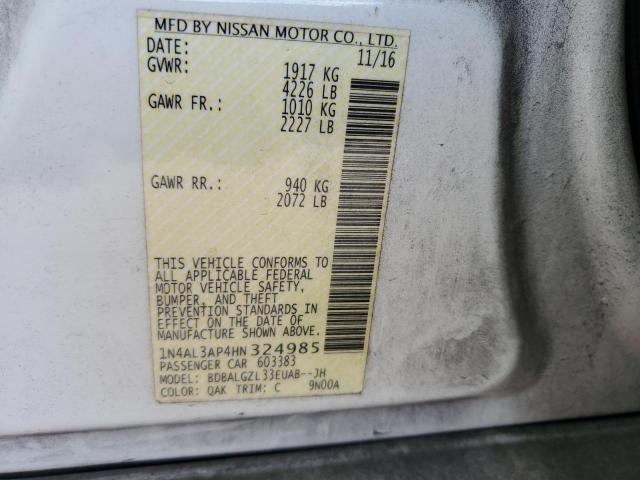 MFD BY NISSAN MOTOR CO., LTD.
DATE: 11/16
GVWR: 1917 KG
4226 LB
GAWR FR.: 1010 KG
2227 LB
GAWR RR.: 940 KG
2072 LB
THIS VEHICLE CONFORMS TO
ALL APPLICABLE FEDERAL
MOTOR VEHICLE SAFETY,
BUMPER, AND THEFT
PREVENTION STANDARDS IN
EFFECT ON THE DATE OF
MANUFACTURE SHOWN ABOVE.
1N4AL3AP4HN 324985
PASSENGER CAR 603383
MODEL: BDBALGZL33EUAB--JH
COLOR: QAK TRIM: C 9N00A